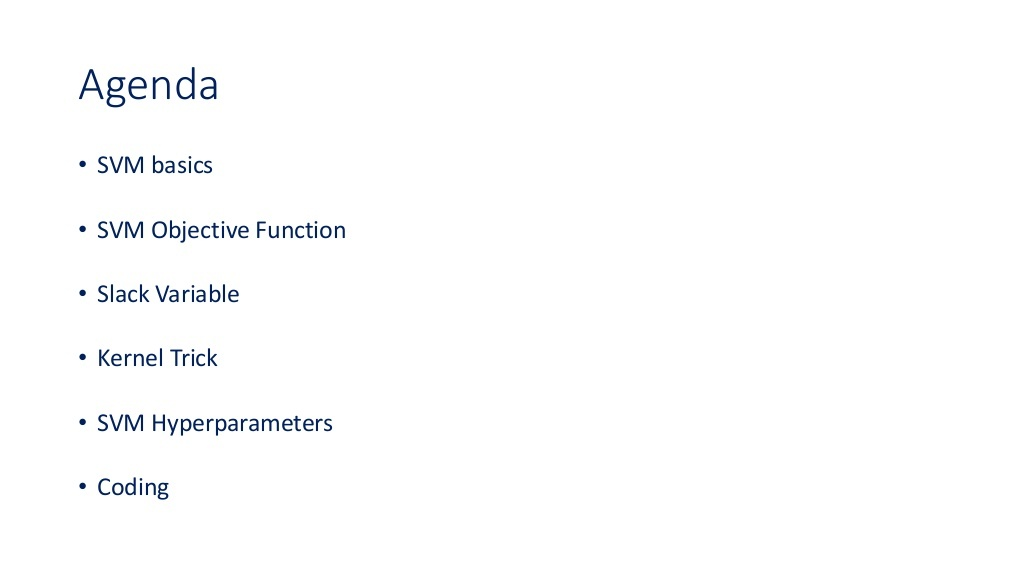 Agenda
• SVM basics
• SVM Objective Function
• Slack Variable
• Kernel Trick
• SVM Hyperparameters
• Coding